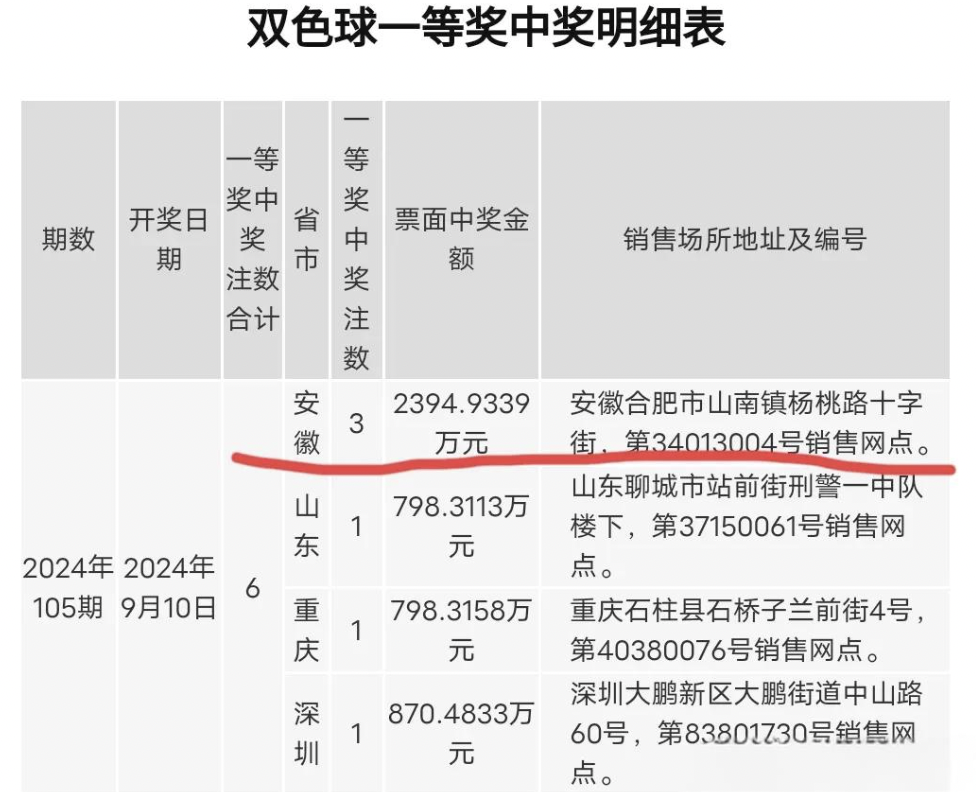 双色球一等奖中奖明细表
期数
开奖日
期
一等
奖中
奖
注数
合计
省
市
一
等
奖
中
奖
注
数
票面中奖金
额
销售场所地址及编号
2024年
105期
2024年
9月10日
6
安
徽
3
2394.9339
万元
安徽合肥市山南镇杨桃路十字
街，第34013004号销售网点。
山
东
1
798.3113万
元
山东聊城市站前街刑警一中队
楼下，第37150061号销售网
点。
重
庆
1
798.3158万
元
重庆石柱县石桥子兰前街4号，
第40380076号销售网点。
深
圳
1
870.4833万
元
深圳大鹏新区大鹏街道中山路
60号，第83801730号销售网
点。